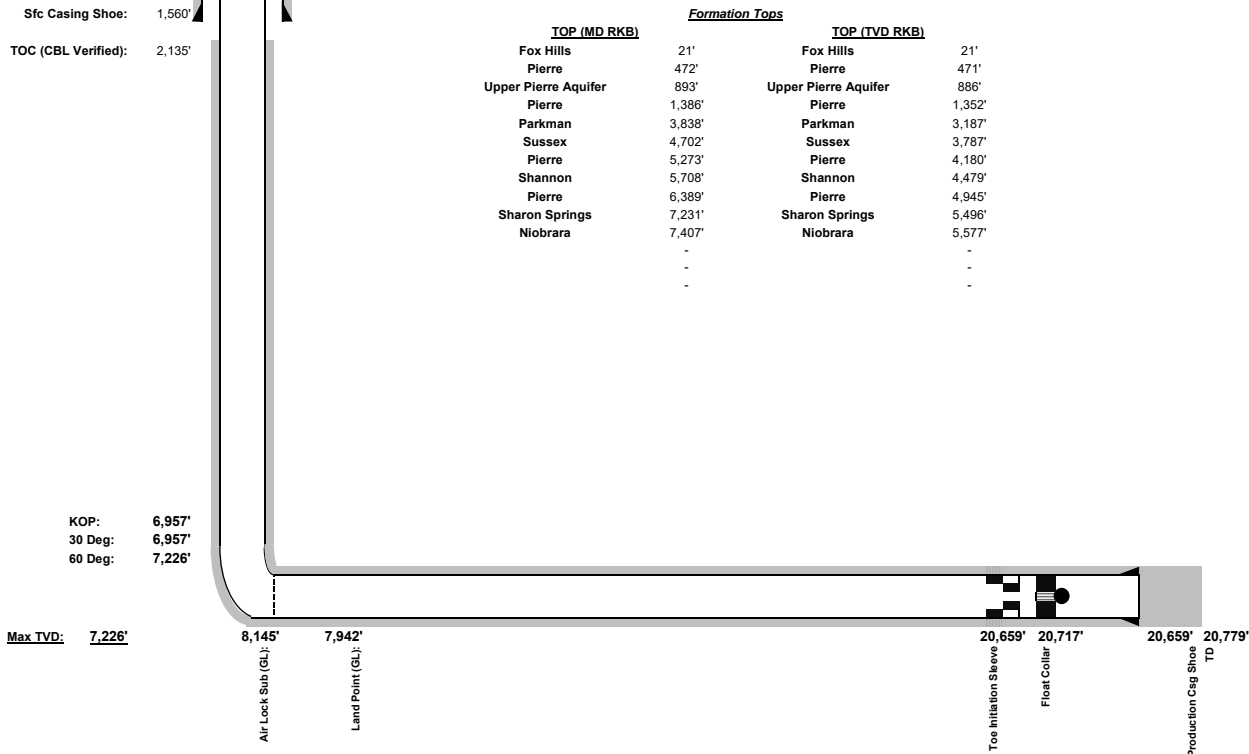 Sfc Casing Shoe: 1,560'
Formation Tops
TOP (MD RKB) TOP (TVD RKB)
TOC (CBL Verified): 2,135' Fox Hills 21' Fox Hills 21'
Pierre 472' Pierre 471'
Upper Pierre Aquifer 893' Upper Pierre Aquifer 886'
Pierre 1,386' Pierre 1,352'
Parkman 3,838' Parkman 3,187'
Sussex 4,702' Sussex 3,787'
Pierre 5,273' Pierre 4,180'
Shannon 5,708' Shannon 4,479'
Pierre 6,389' Pierre 4,945'
Sharon Springs 7,231' Sharon Springs 5,496'
Niobrara 7,407' Niobrara 5,577'
- -
- -
- -
KOP: 6,957'
30 Deg: 6,957'
60 Deg: 7,226'
Max TVD: 7,226' 8,145' 7,942' 20,659' 20,717' 20,659' 20,779'
Air Lock Sub (GL):
Land Point (GL):
Toe Initiation Sleeve
Float Collar
Production Csg Shoe
TD